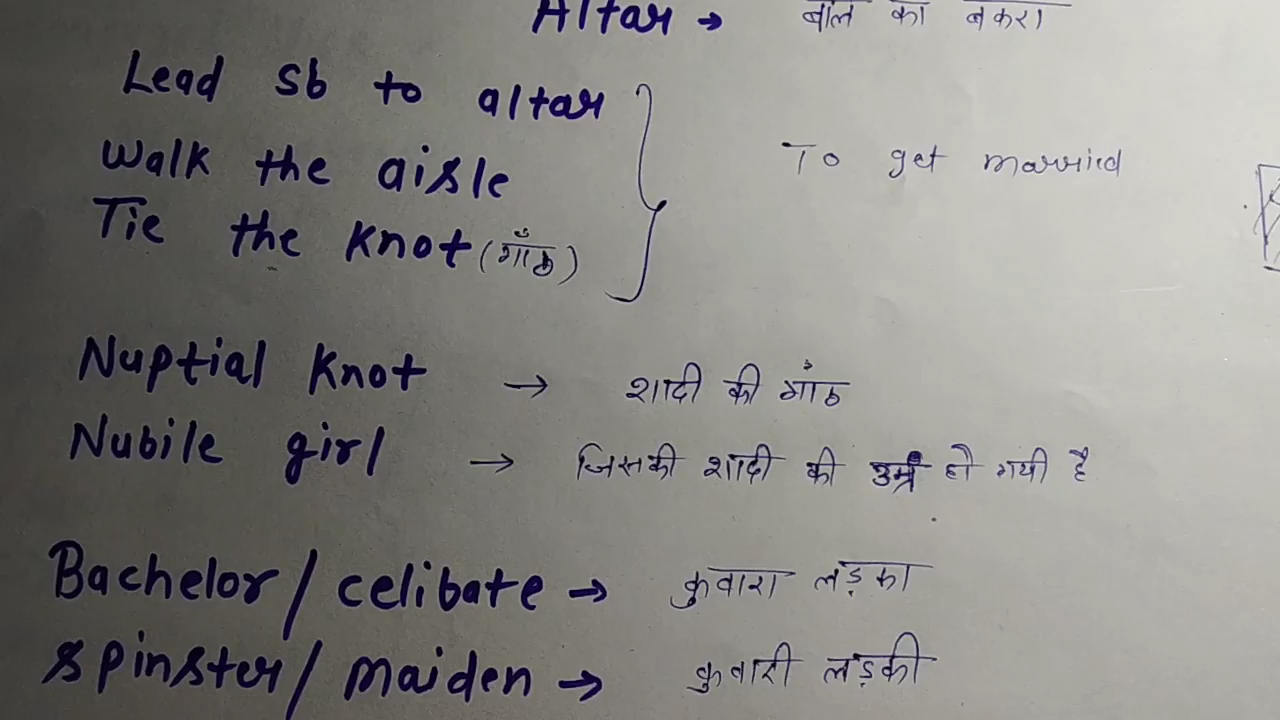 Altar → बलि का बकरा
Lead sb to altar
Walk the aisle
To get married
Tie the knot (गाँठ)
Nuptial knot → शादी की गांठ
Nubile girl → जिसकी शादी की उम्र हो गयी है
Bachelor / celibate → कुवारा लड़का
Spinster / maiden → कुवारी लड़की